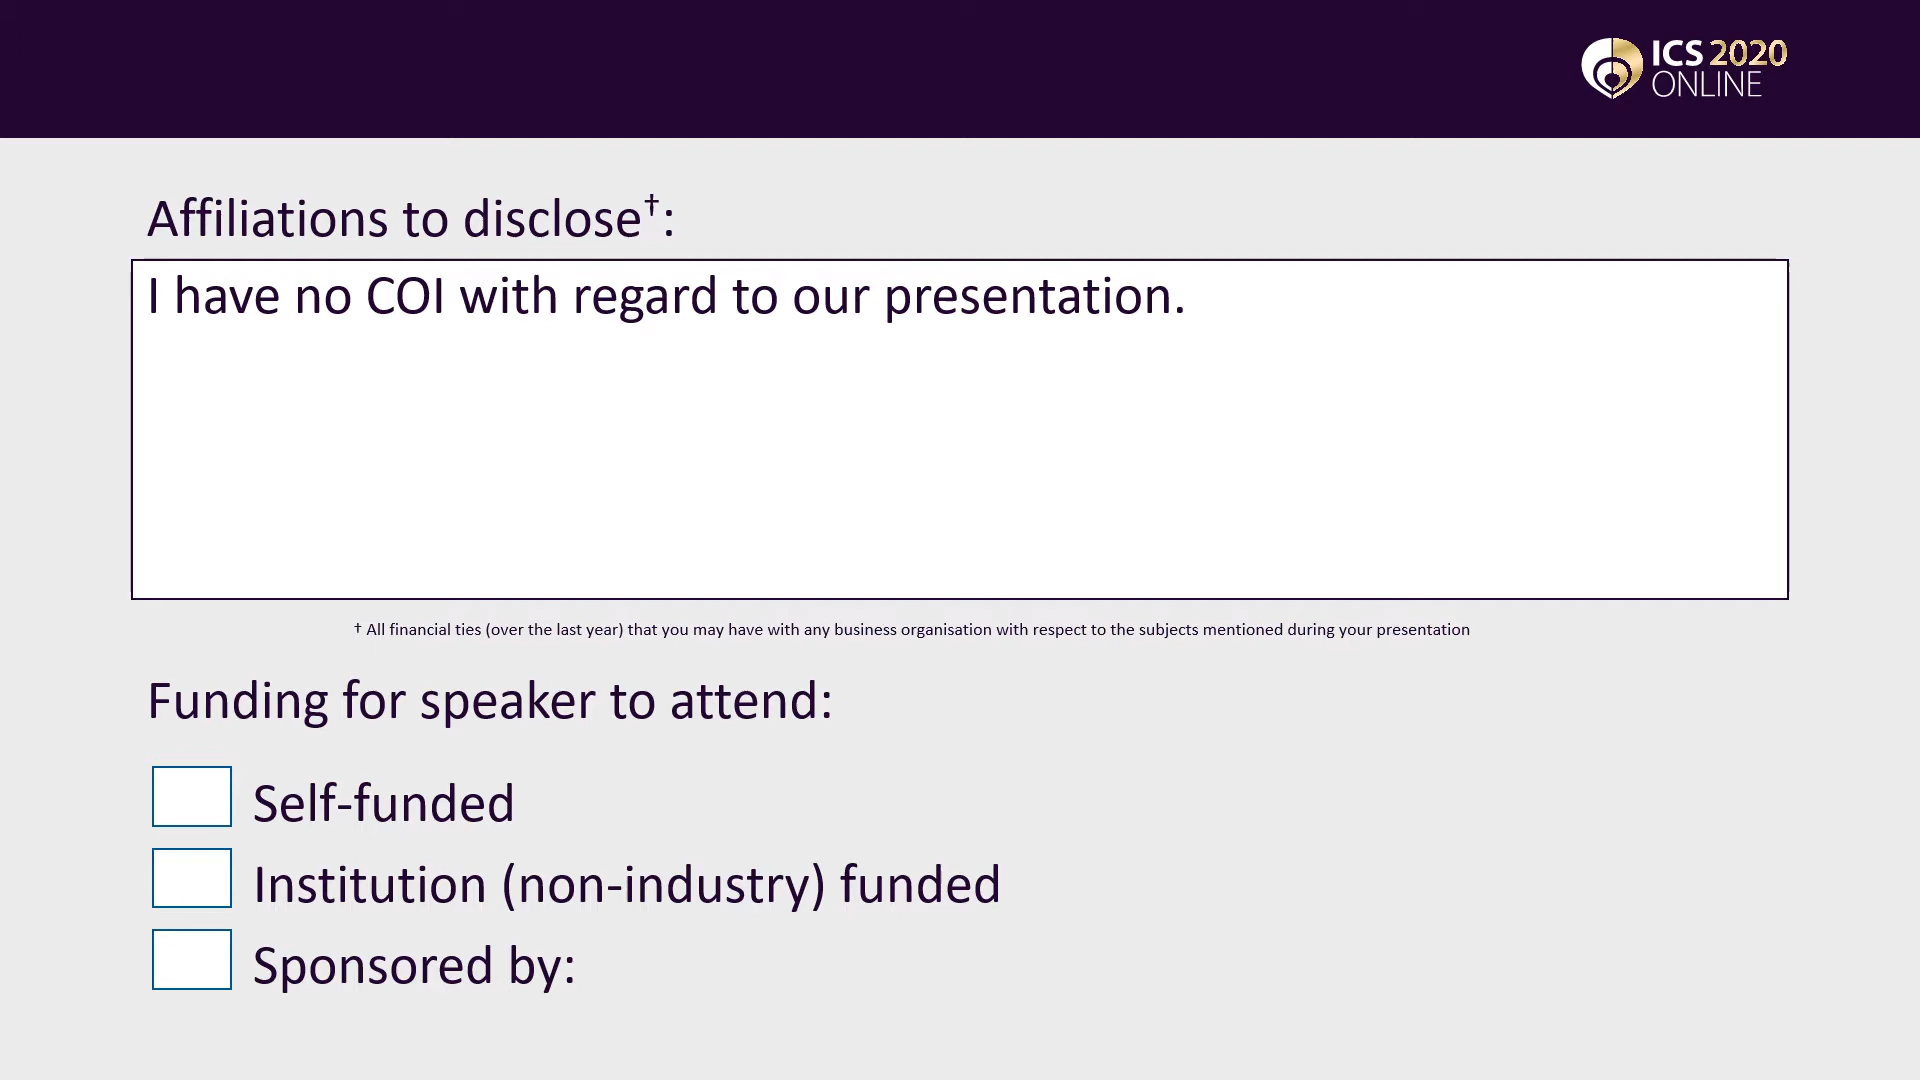 ICS 2020
ONLINE
Affiliations to disclose†:
I have no COI with regard to our presentation.
† All financial ties (over the last year) that you may have with any business organisation with respect to the subjects mentioned during your presentation
Funding for speaker to attend:
Self-funded
Institution (non-industry) funded
Sponsored by: